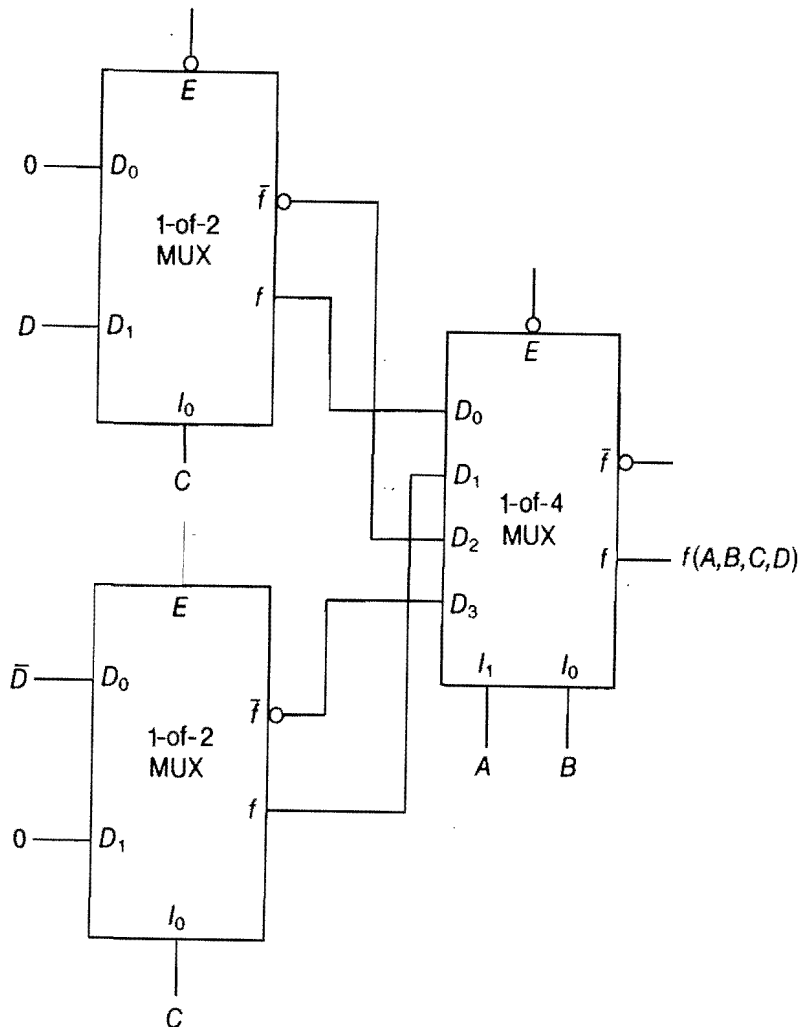 E
0
D₀
f̄
1-of-2
MUX
f
D
D₁
I₀
C
E
D₀
f̄
D₁
1-of-4
MUX
D₂
f
f(A,B,C,D)
D₃
I₁
I₀
A
B
E
D̄
D₀
f̄
1-of-2
MUX
f
0
D₁
I₀
C